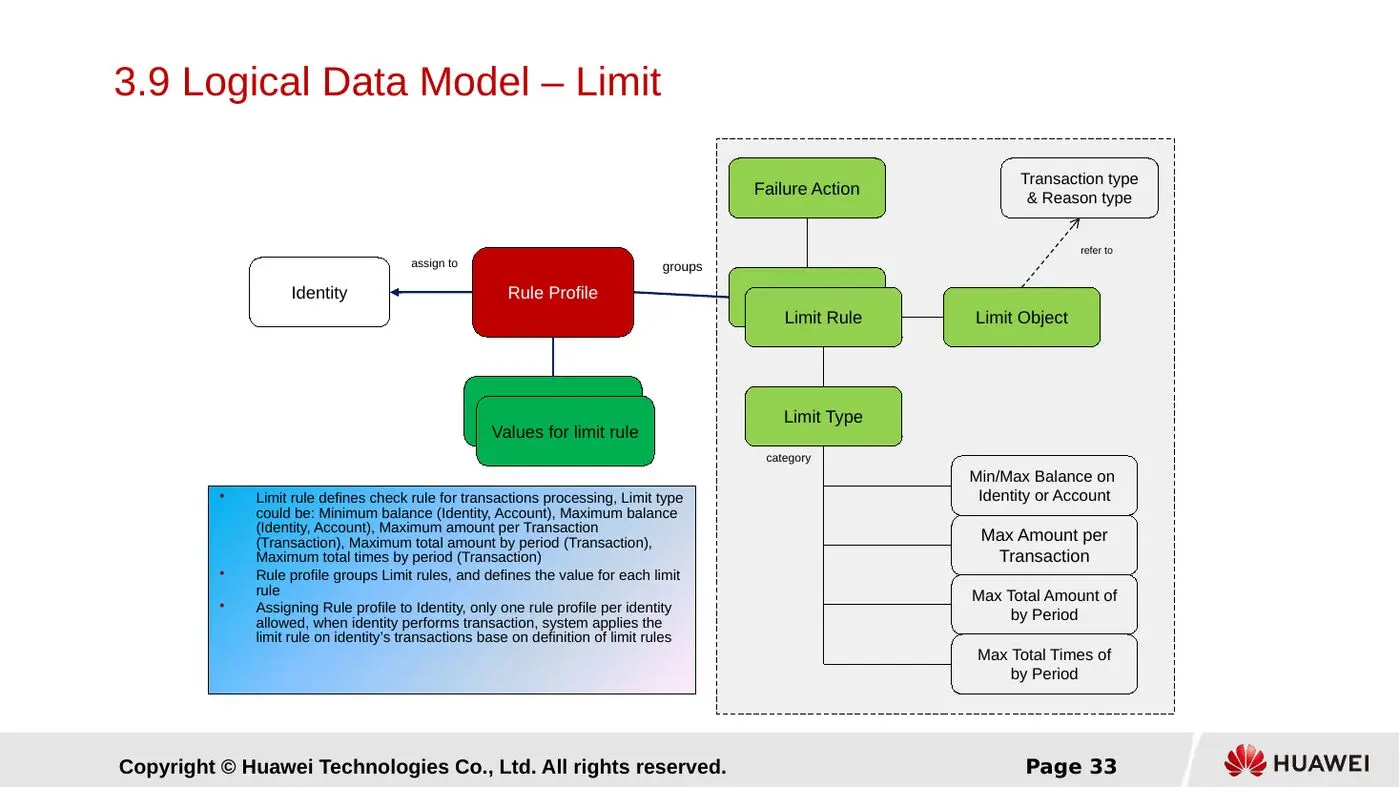 3.9 Logical Data Model – Limit
Failure Action
Transaction type
& Reason type
refer to
Identity
assign to
Rule Profile
groups
Limit Rule
Limit Object
Values for limit rule
Limit Type
category
Min/Max Balance on
Identity or Account
Max Amount per
Transaction
Max Total Amount of
by Period
Max Total Times of
by Period
• Limit rule defines check rule for transactions processing, Limit type
could be: Minimum balance (Identity, Account), Maximum balance
(Identity, Account), Maximum amount per Transaction
(Transaction), Maximum total amount by period (Transaction),
Maximum total times by period (Transaction)
• Rule profile groups Limit rules, and defines the value for each limit
rule
• Assigning Rule profile to Identity, only one rule profile per identity
allowed, when identity performs transaction, system applies the
limit rule on identity’s transactions base on definition of limit rules
Copyright © Huawei Technologies Co., Ltd. All rights reserved.
Page 33
HUAWEI